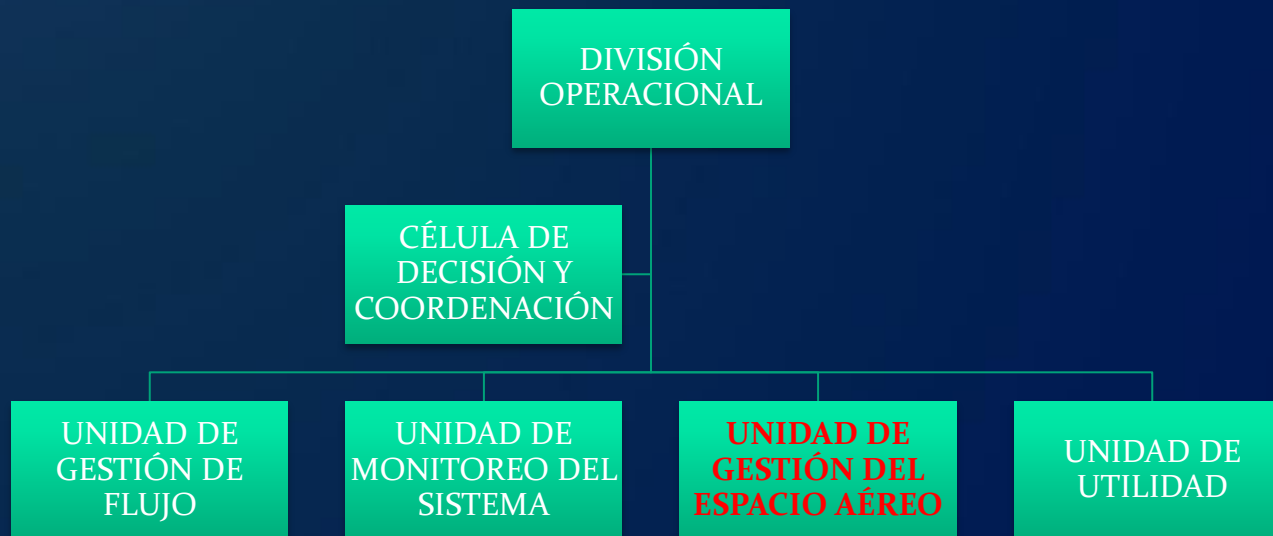 DIVISIÓN
OPERACIONAL
CÉLULA DE
DECISIÓN Y
COORDENACIÓN
UNIDAD DE
GESTIÓN DE
FLUJO
UNIDAD DE
MONITOREO DEL
SISTEMA
UNIDAD DE
GESTIÓN DEL
ESPACIO AÉREO
UNIDAD DE
UTILIDAD